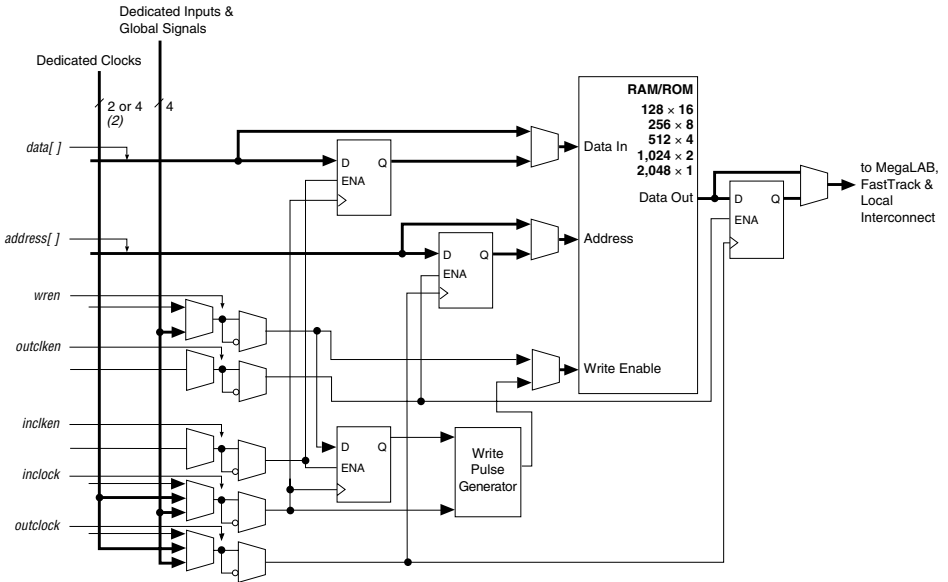 Dedicated Inputs &
Global Signals
Dedicated Clocks
2 or 4
(2)
4
RAM/ROM
128 × 16
256 × 8
512 × 4
1,024 × 2
2,048 × 1
data[ ]
D
Q
ENA
Data In
Data Out
D
Q
ENA
to MegaLAB,
FastTrack &
Local
Interconnect
address[ ]
D
Q
ENA
Address
wren
outclken
Write Enable
inclken
D
Q
ENA
Write
Pulse
Generator
inclock
outclock